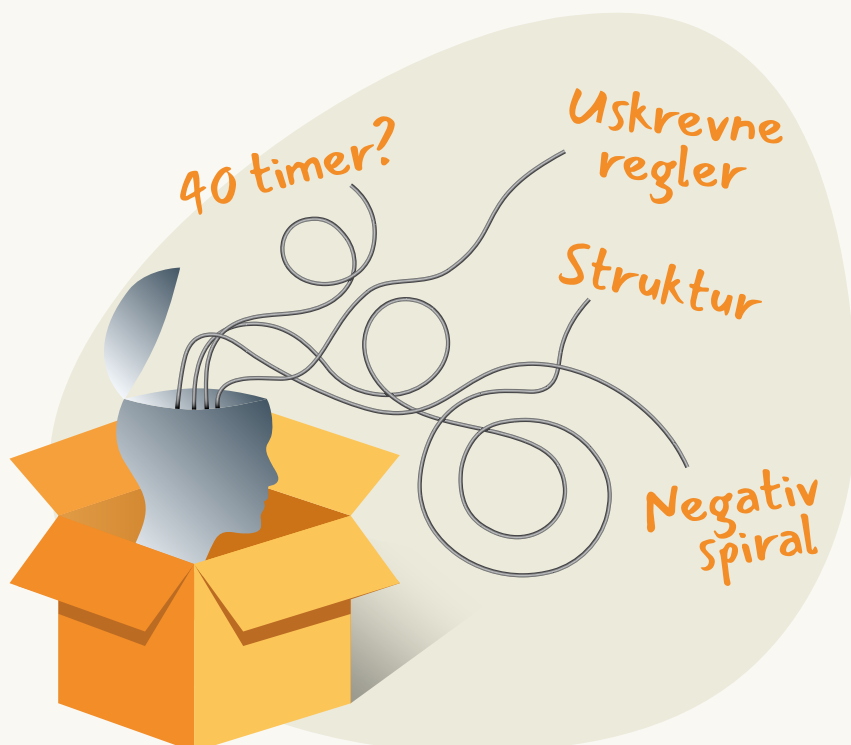 40 timer?
Uskrevne
regler
Struktur
Negativ
spiral